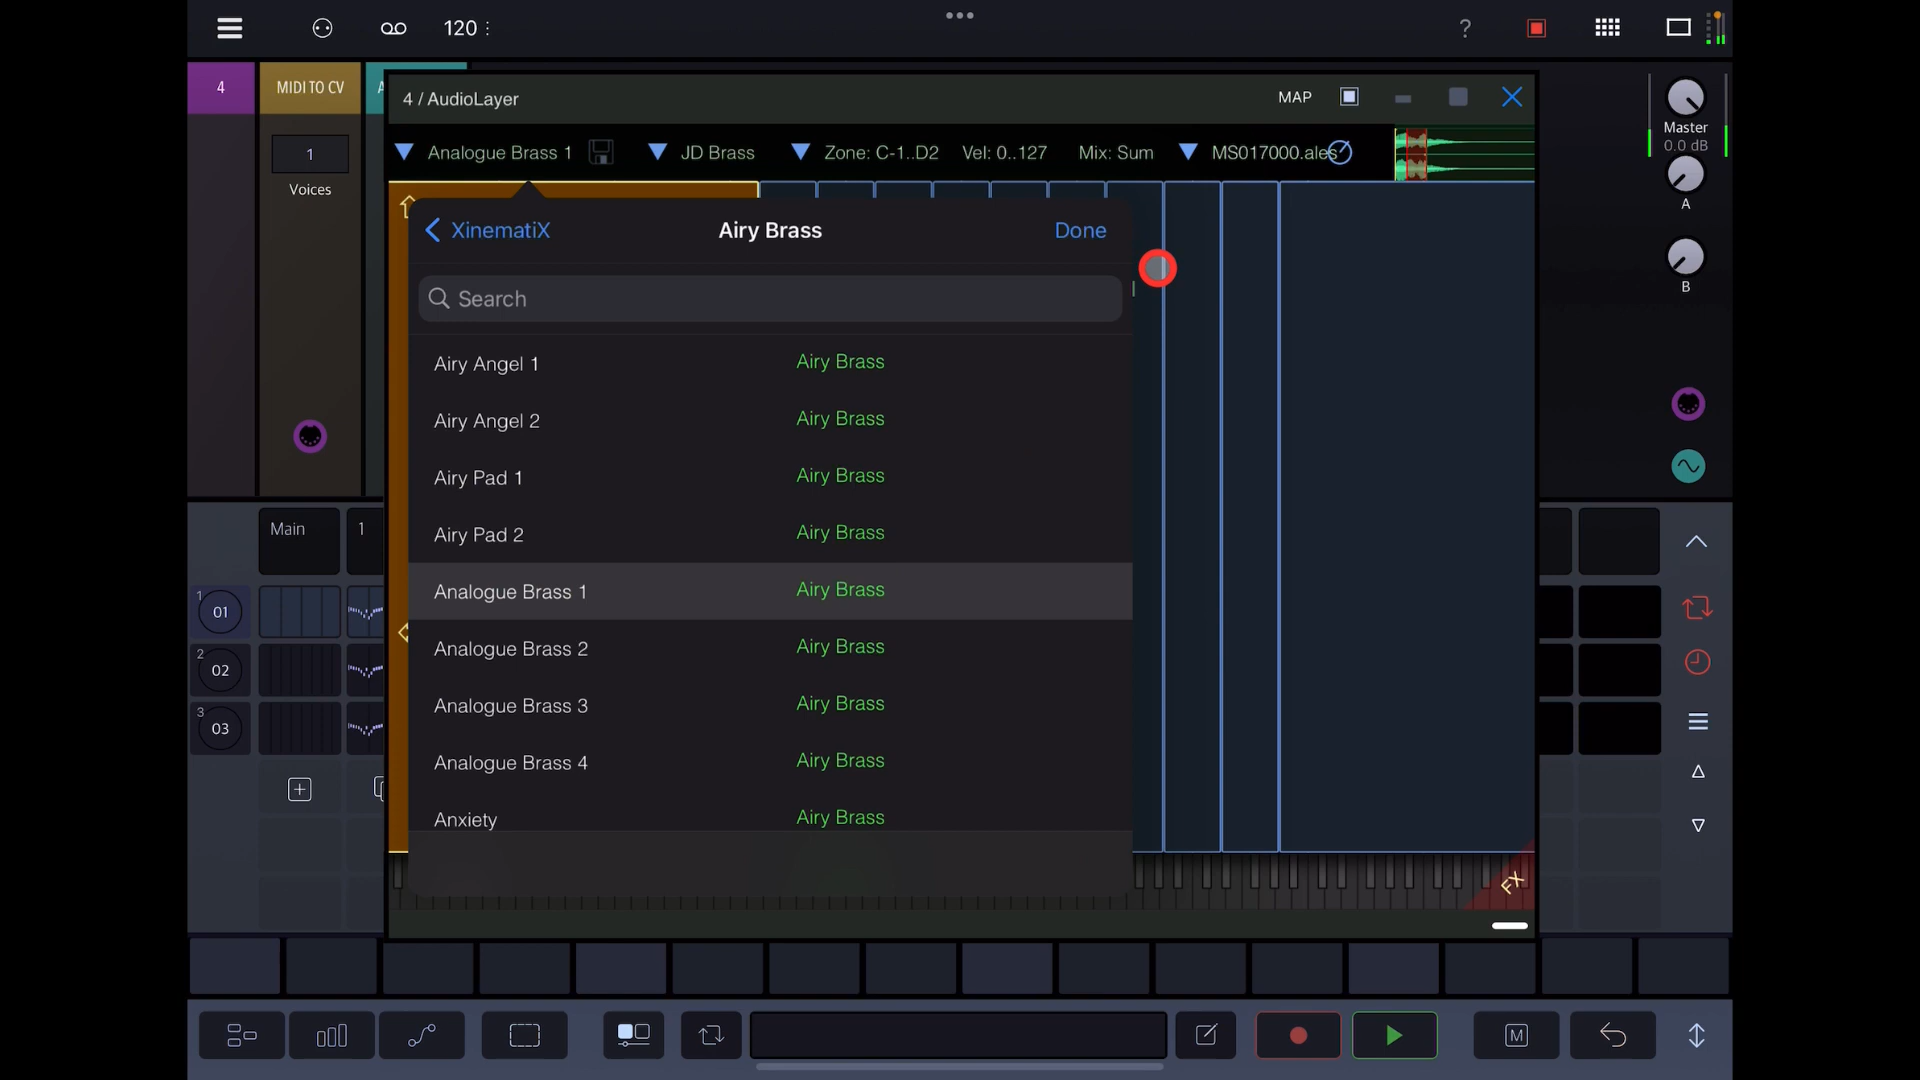 120
?
4
MIDI TO CV
A
4 / AudioLayer
MAP
Master
0.0 dB
A
B
1
Voices
Analogue Brass 1
JD Brass
Zone: C-1..D2
Vel: 0..127
Mix: Sum
MS017000.ales
XinematiX
Airy Brass
Done
Search
Airy Angel 1 Airy Brass
Airy Angel 2 Airy Brass
Airy Pad 1 Airy Brass
Airy Pad 2 Airy Brass
Analogue Brass 1 Airy Brass
Analogue Brass 2 Airy Brass
Analogue Brass 3 Airy Brass
Analogue Brass 4 Airy Brass
Anxiety Airy Brass
Main
1
1 01
2 02
3 03
FX
M